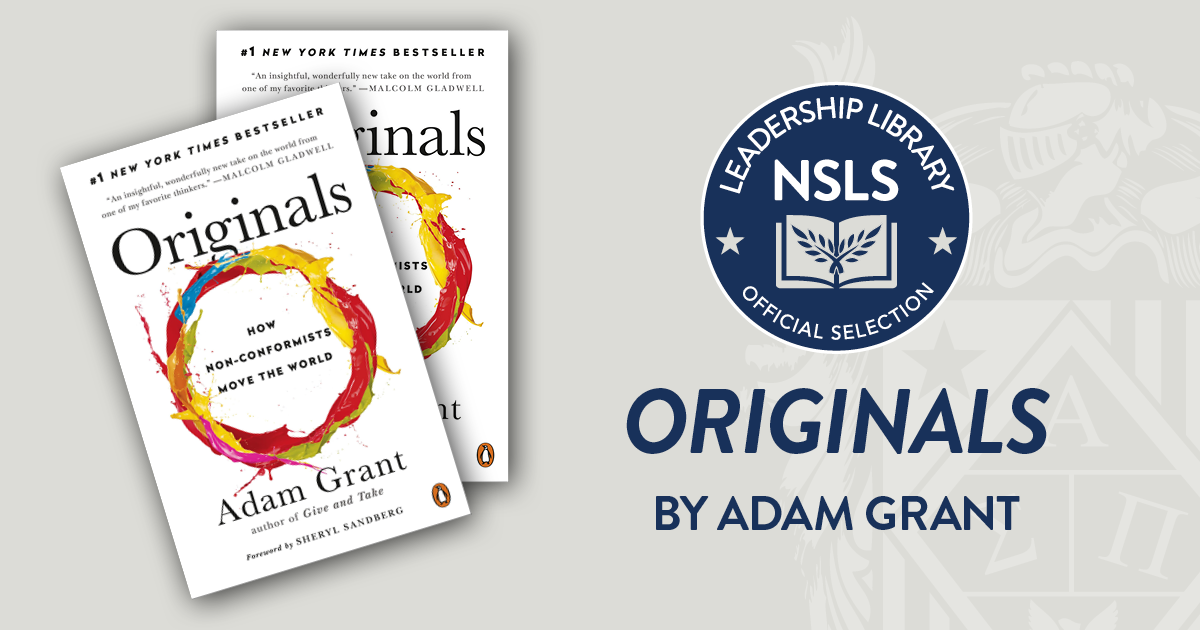 #1 NEW YORK TIMES BESTSELLER
"An insightful, wonderfully new take on the world from
one of my favorite thinkers." —MALCOLM GLADWELL
Originals
HOW
NON-CONFORMISTS
MOVE THE WORLD
Adam Grant
author of Give and Take
Foreword by SHERYL SANDBERG
#1 NEW YORK TIMES BESTSELLER
"An insightful, wonderfully new take on the world from
one of my favorite thinkers." —MALCOLM GLADWELL
rinals
ISTS
RLD
nt
LEADERSHIP LIBRARY
NSLS
OFFICIAL SELECTION
ORIGINALS
BY ADAM GRANT
Α
Σ Π